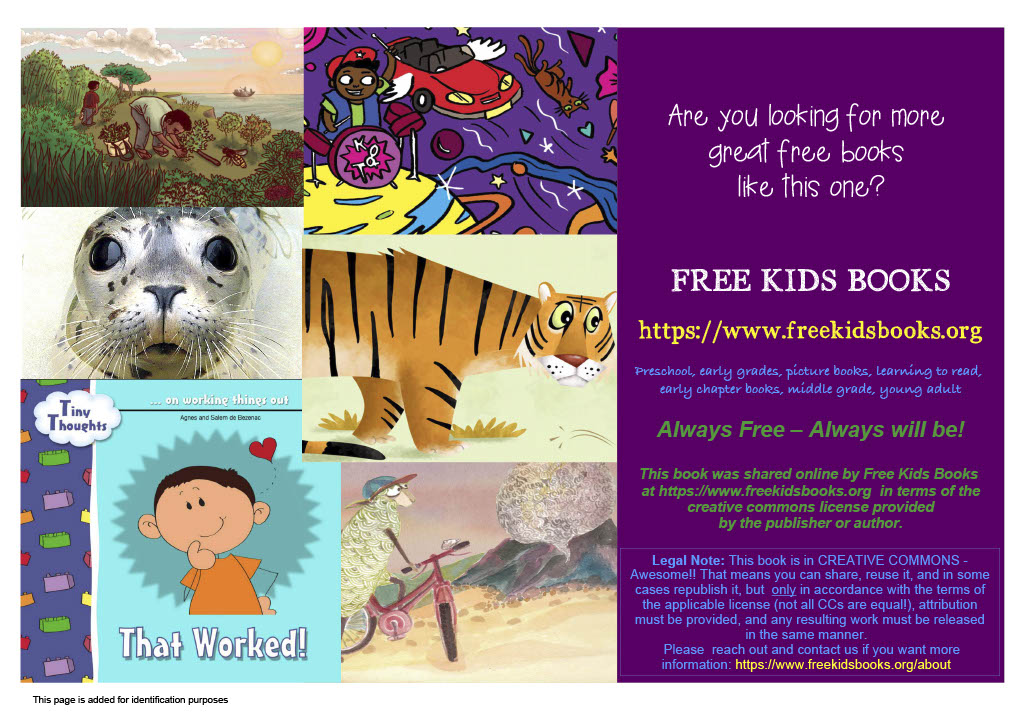 K&T
Tiny
Thoughts
... on working things out
Agnes and Salem de Bezenac
That Worked!
Are you looking for more
great free books
like this one?
FREE KIDS BOOKS
https://www.freekidsbooks.org
Preschool, early grades, picture books, learning to read,
early chapter books, middle grade, young adult
Always Free – Always will be!
This book was shared online by Free Kids Books
at https://www.freekidsbooks.org in terms of the
creative commons license provided
by the publisher or author.
Legal Note: This book is in CREATIVE COMMONS -
Awesome!! That means you can share, reuse it, and in some
cases republish it, but only in accordance with the terms of
the applicable license (not all CCs are equal!), attribution
must be provided, and any resulting work must be released
in the same manner.
Please reach out and contact us if you want more
information: https://www.freekidsbooks.org/about
This page is added for identification purposes